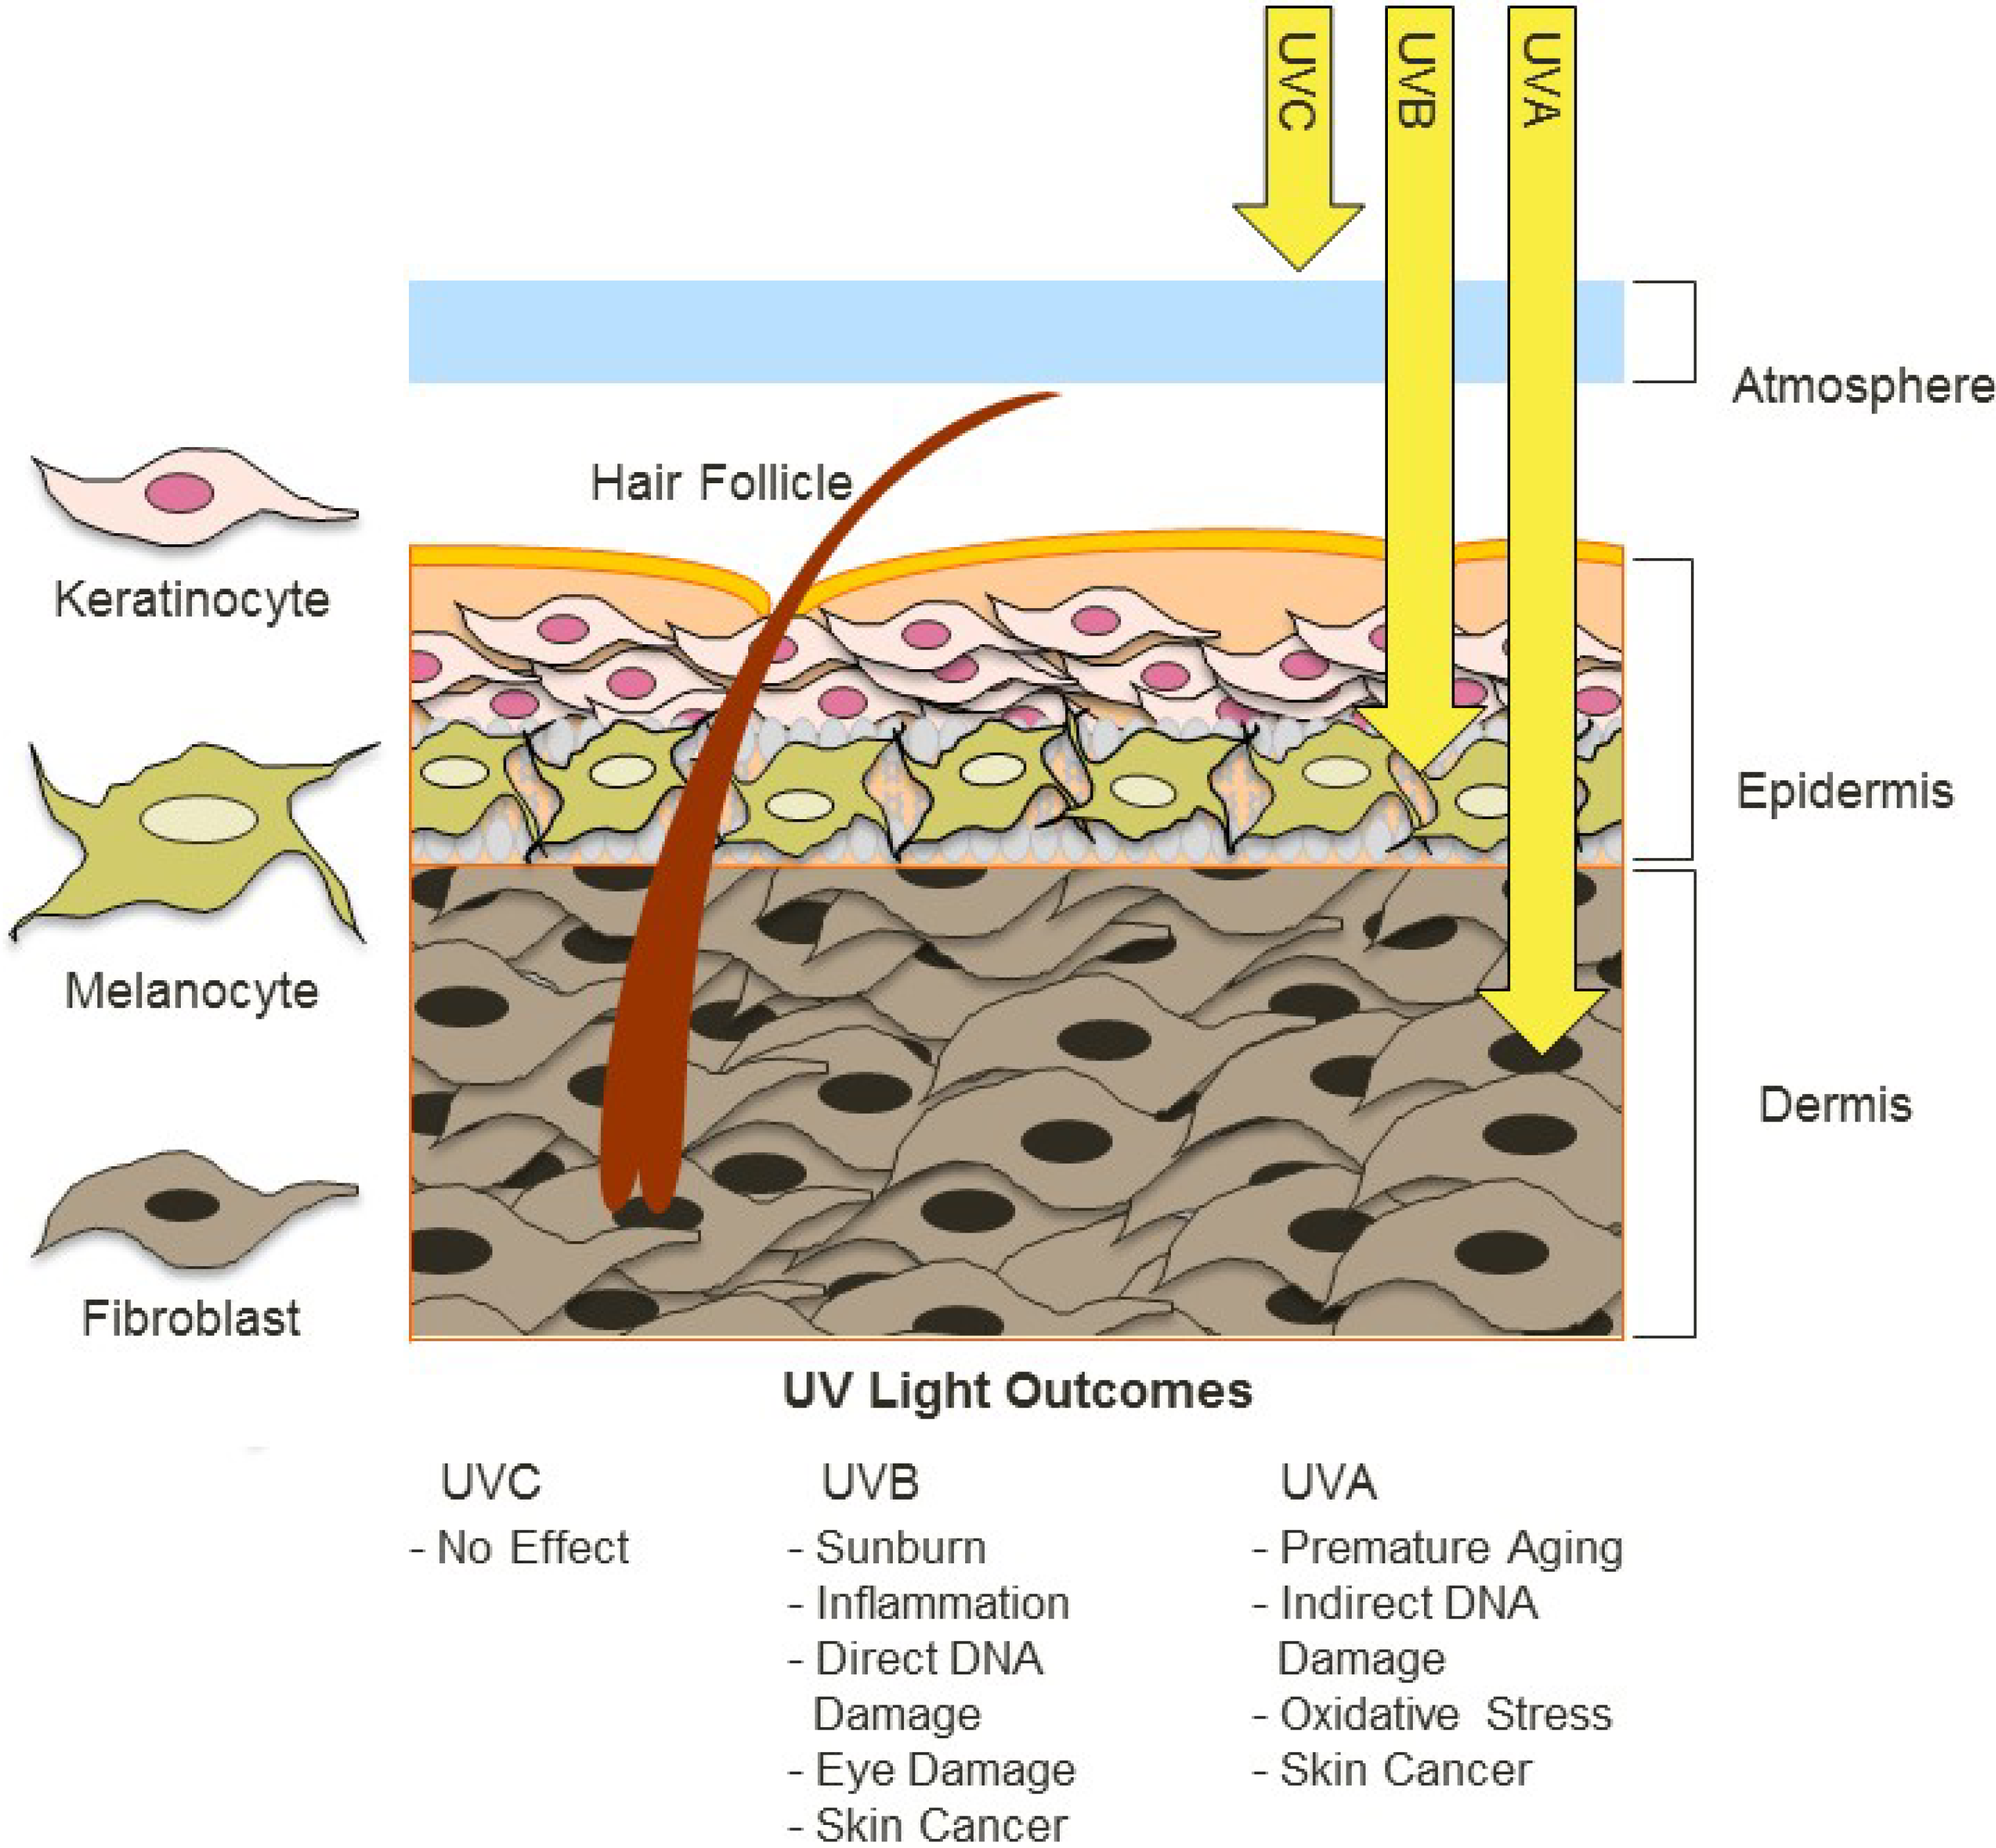 UVC
UVB
UVA
Atmosphere
Hair Follicle
Keratinocyte
Epidermis
Melanocyte
Dermis
Fibroblast
UV Light Outcomes
UVC
- No Effect
UVB
- Sunburn
- Inflammation
- Direct DNA
Damage
- Eye Damage
- Skin Cancer
UVA
- Premature Aging
- Indirect DNA
Damage
- Oxidative Stress
- Skin Cancer